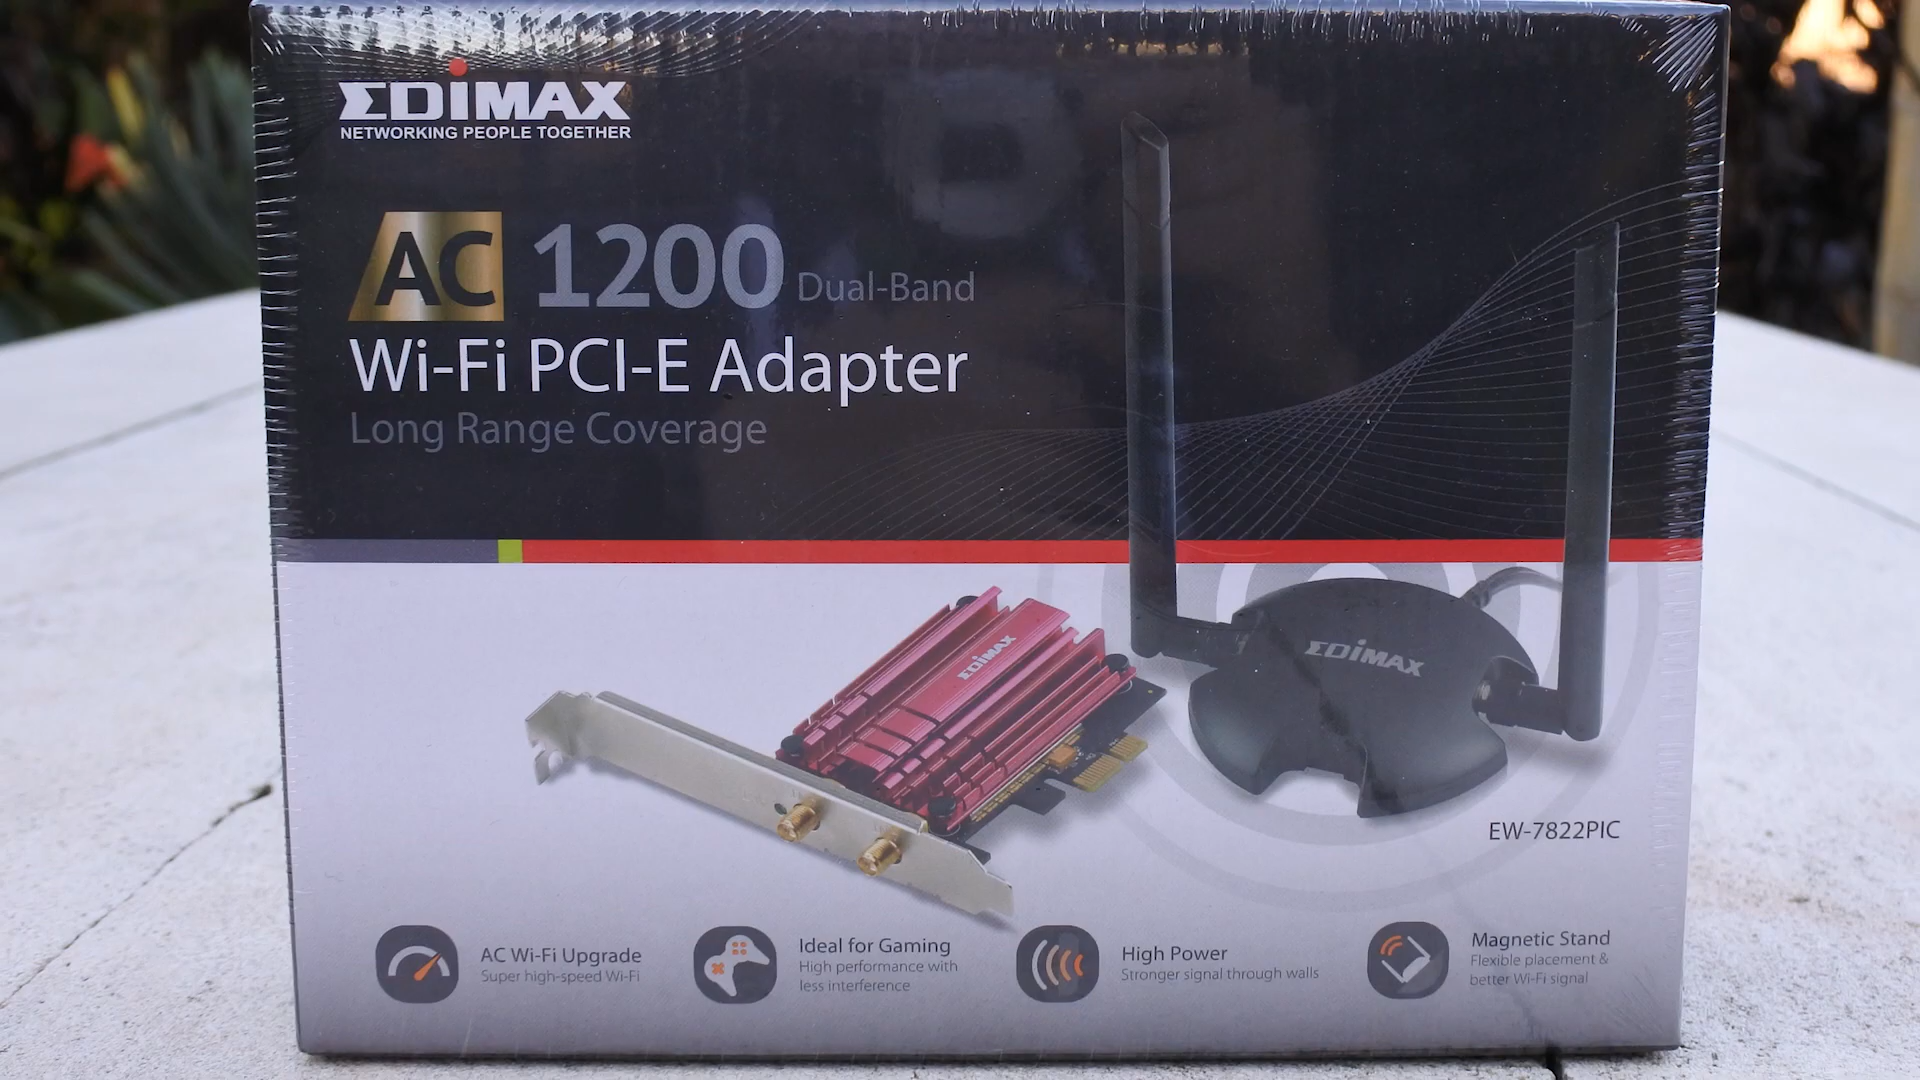 EDIMAX
NETWORKING PEOPLE TOGETHER
AC 1200 Dual-Band
Wi-Fi PCI-E Adapter
Long Range Coverage
EDIMAX
EDIMAX
EW-7822PIC
AC Wi-Fi Upgrade
Super high-speed Wi-Fi
Ideal for Gaming
High performance with
less interference
High Power
Stronger signal through walls
Magnetic Stand
Flexible placement &
better Wi-Fi signal